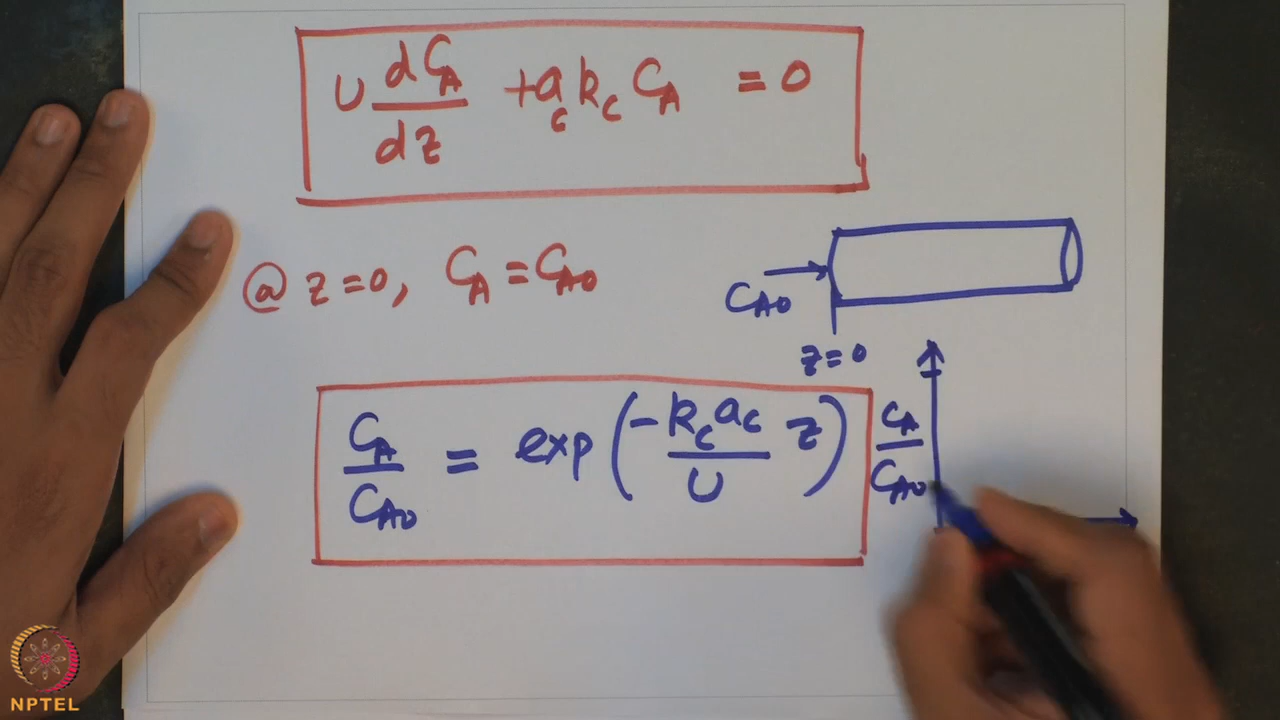 U dC_A/dz + a_c k_c C_A = 0
@ z=0, C_A = C_A0
C_A0
z=0
C_A/C_A0 = exp(-k_c a_c/U z)
C_A/C_A0
NPTEL